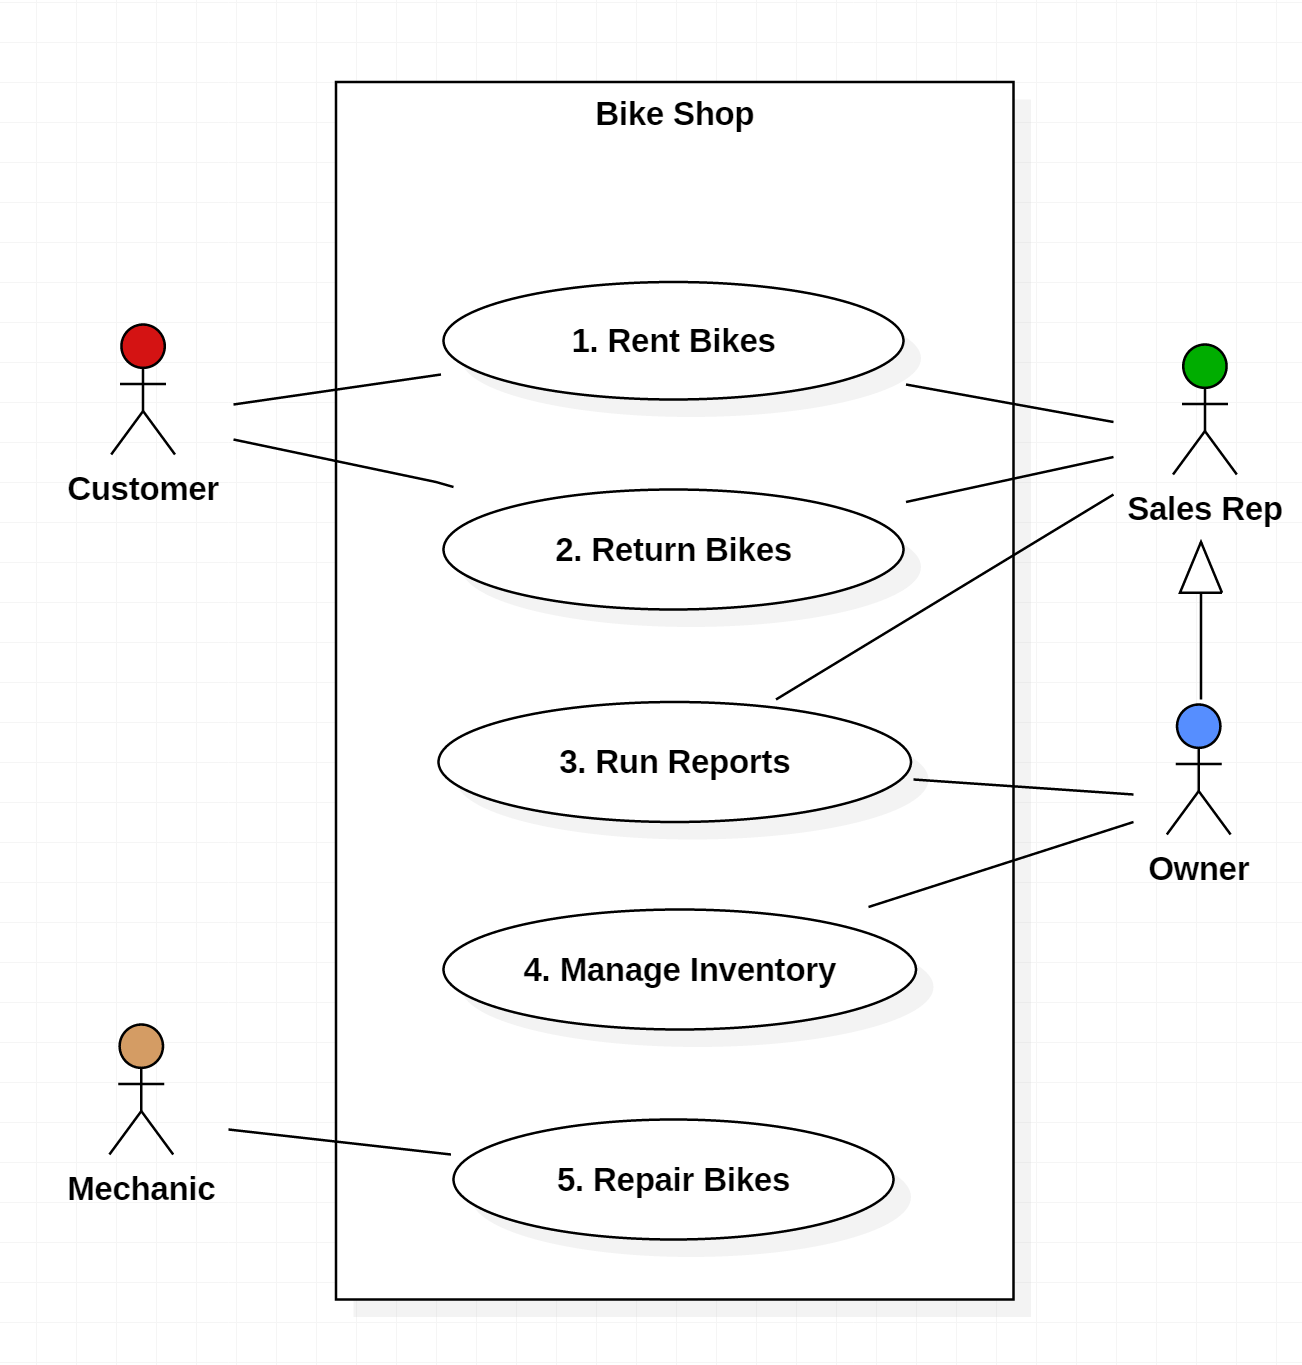 Bike Shop
1. Rent Bikes
Customer
Sales Rep
2. Return Bikes
3. Run Reports
Owner
4. Manage Inventory
Mechanic
5. Repair Bikes